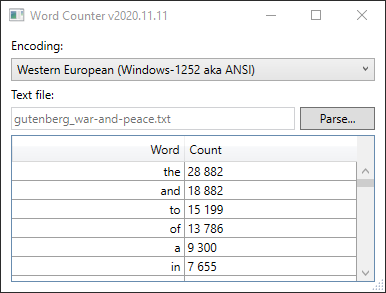 Word Counter v2020.11.11
Encoding:
Western European (Windows-1252 aka ANSI)
Text file:
gutenberg_war-and-peace.txt Parse...
Word Count
the 28 882
and 18 882
to 15 199
of 13 786
a 9 300
in 7 655